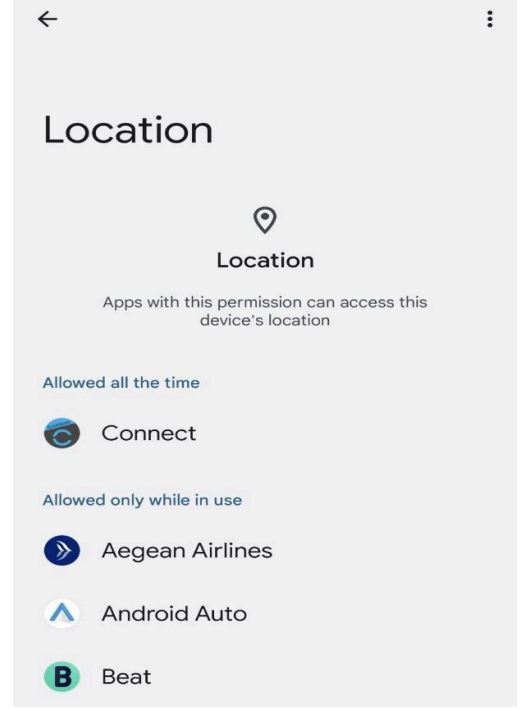 Location
Location
Apps with this permission can access this
device's location
Allowed all the time
Connect
Allowed only while in use
Aegean Airlines
Android Auto
B
Beat